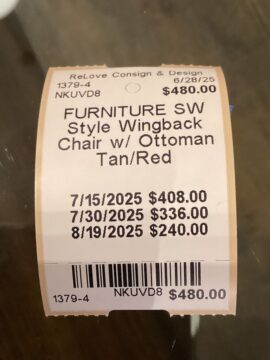 ReLove Consign & Design
1379-4 6/28/25
NKUVD8 $480.00
FURNITURE SW
Style Wingback
Chair w/ Ottoman
Tan/Red
7/15/2025 $408.00
7/30/2025 $336.00
8/19/2025 $240.00
1379-4 NKUVD8 $480.00